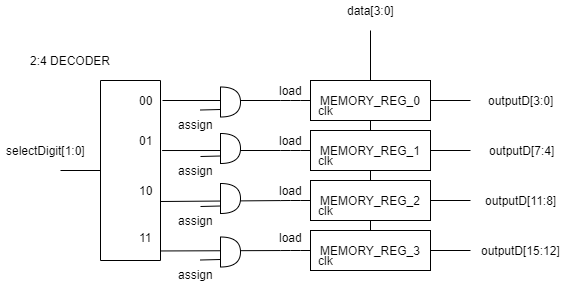 data[3:0]
2:4 DECODER
00
load
MEMORY_REG_0
clk
outputD[3:0]
assign
selectDigit[1:0]
01
load
MEMORY_REG_1
clk
outputD[7:4]
assign
10
load
MEMORY_REG_2
clk
outputD[11:8]
assign
11
load
MEMORY_REG_3
clk
outputD[15:12]
assign